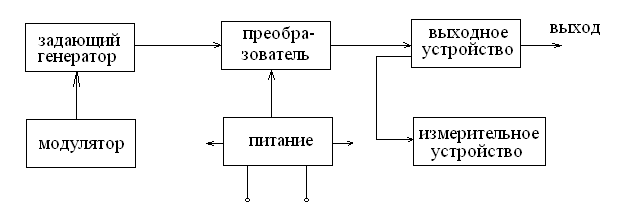 задающий
генератор
преобра-
зователь
выходное
устройство
выход
модулятор
питание
измерительное
устройство